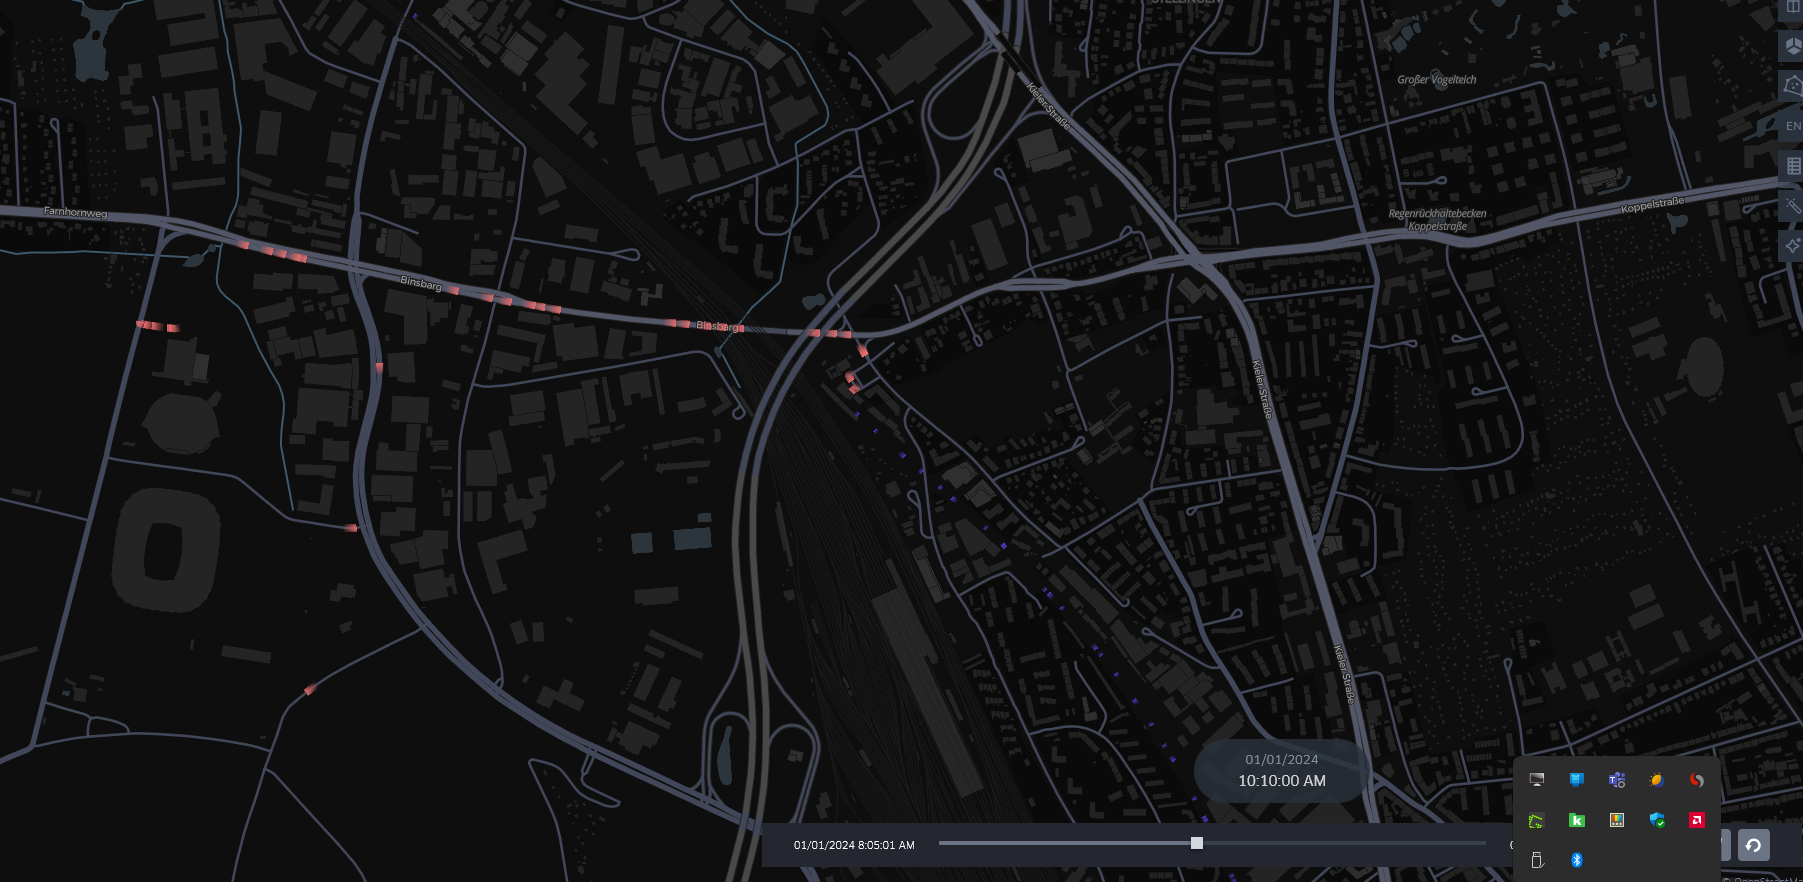 STELLINGEN
Großer Vogelteich
Kieler Straße
EN
Koppelstraße
Farnhornweg
Regenrückhaltebecken
Koppelstraße
Binsbarg
Binsbarg
Kieler Straße
Kieler Straße
01/01/2024
10:10:00 AM
01/01/2024 8:05:01 AM